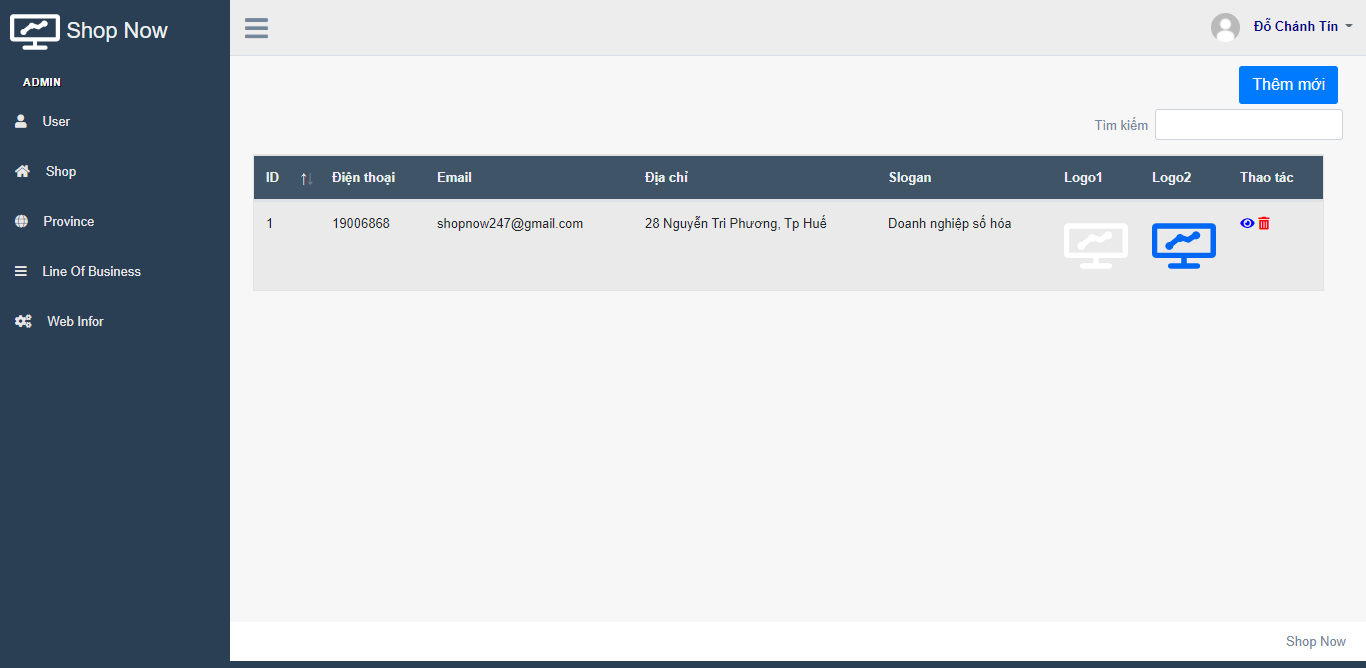 Shop Now
Đỗ Chánh Tín
ADMIN
User
Shop
Province
Line Of Business
Web Infor
Thêm mới
Tìm kiếm
ID Điện thoại Email Địa chỉ Slogan Logo1 Logo2 Thao tác
1 19006868 shopnow247@gmail.com 28 Nguyễn Tri Phương, Tp Huế Doanh nghiệp số hóa
Shop Now